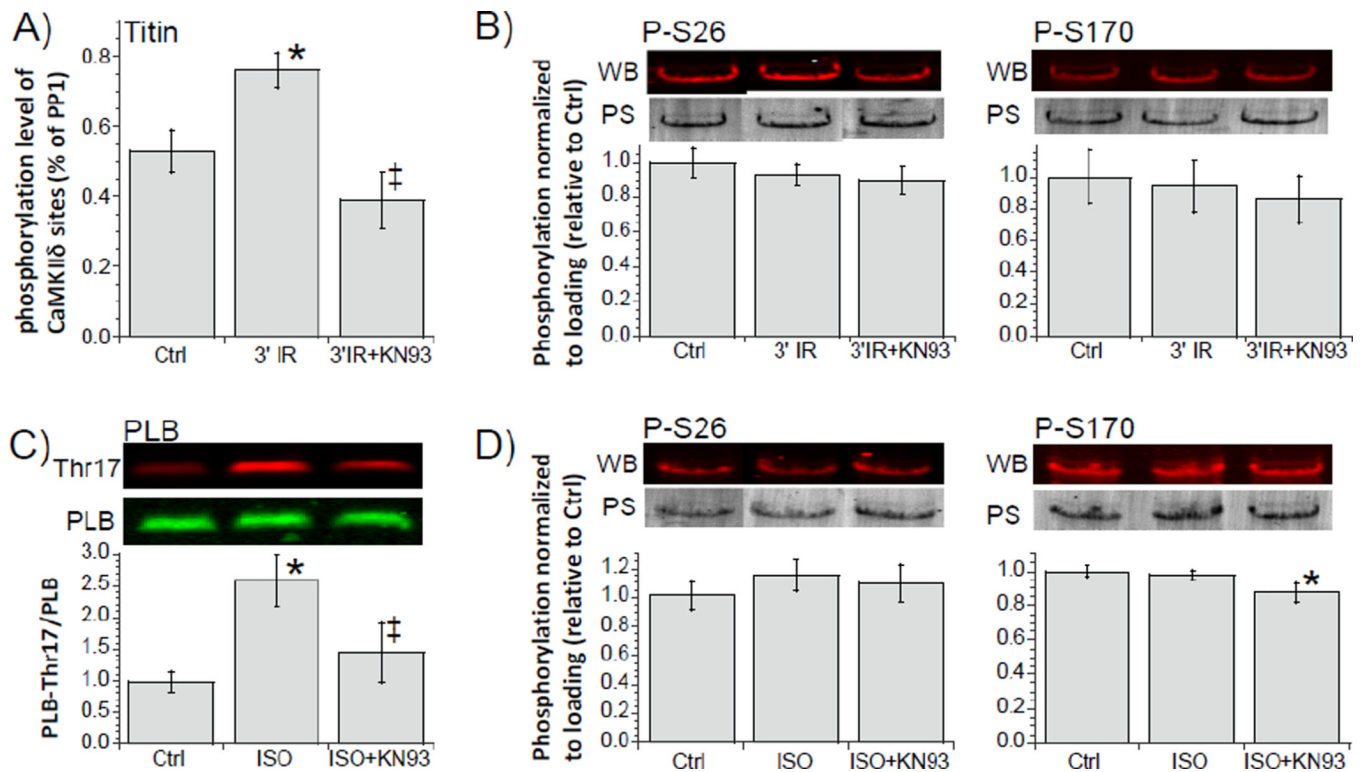 A)
Titin
phosphorylation level of
CaMKIIδ sites (% of PP1)
0.8
0.6
0.4
0.2
0.0
*
‡
Ctrl 3' IR 3'IR+KN93
B)
P-S26
WB
PS
Phosphorylation normalized
to loading (relative to Ctrl)
1.0
0.8
0.6
0.4
0.2
0.0
Ctrl 3' IR 3'IR+KN93
P-S170
WB
PS
1.0
0.8
0.6
0.4
0.2
0.0
Ctrl 3' IR 3'IR+KN93
C)
PLB
Thr17
PLB
PLB-Thr17/PLB
3.0
2.5
2.0
1.5
1.0
0.5
0.0
*
‡
Ctrl ISO ISO+KN93
D)
P-S26
WB
PS
Phosphorylation normalized
to loading (relative to Ctrl)
1.2
1.0
0.8
0.6
0.4
0.2
0.0
Ctrl ISO ISO+KN93
P-S170
WB
PS
1.0
0.8
0.6
0.4
0.2
0.0
*
Ctrl ISO ISO+KN93